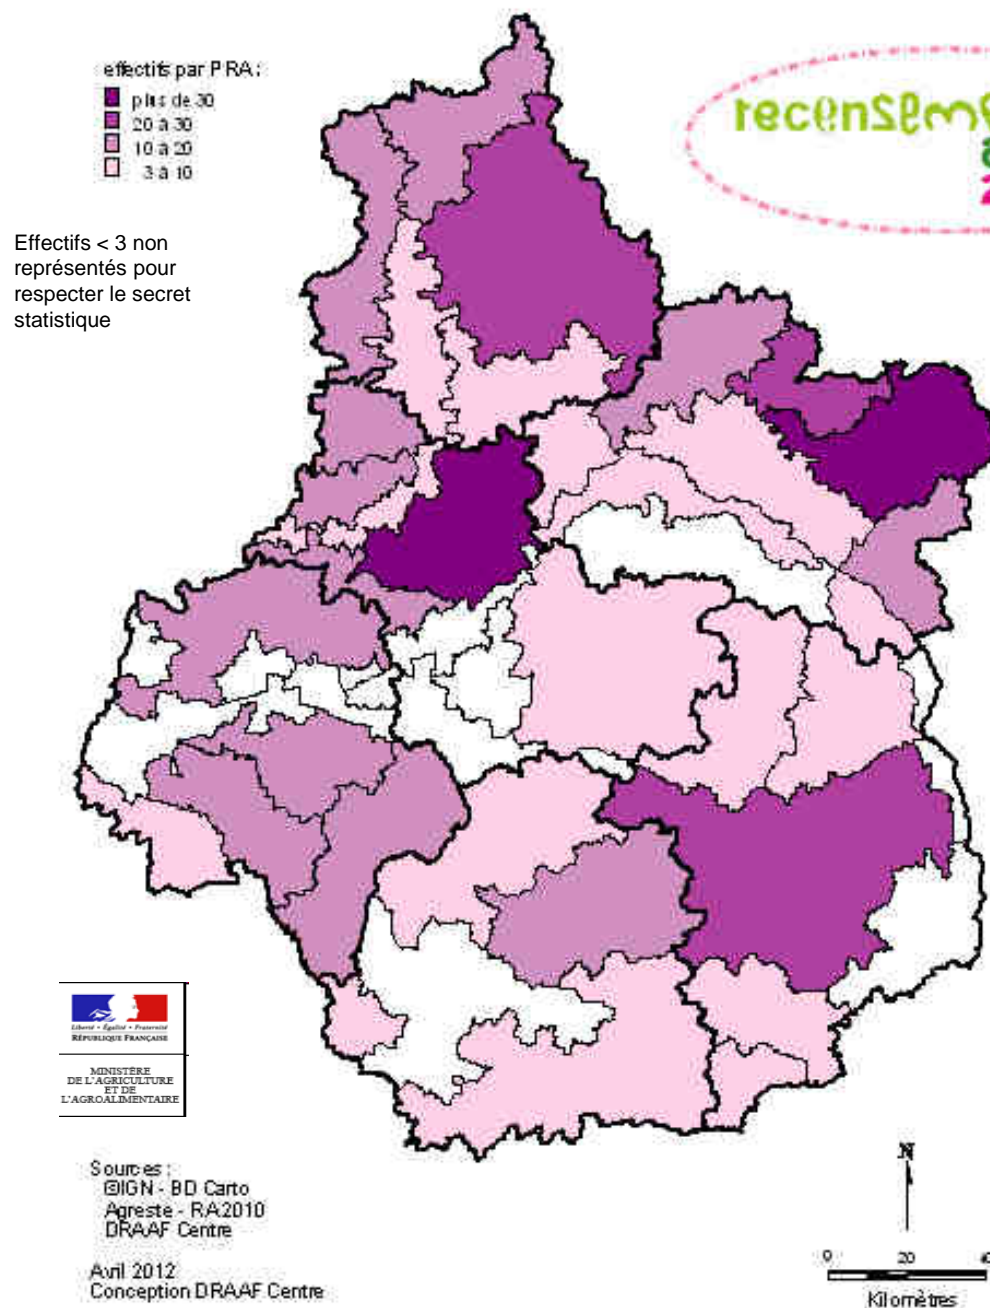 effectifs par PRA :
plus de 30
20 à 30
10 à 20
3 à 10
Effectifs < 3 non
représentés pour
respecter le secret
statistique
Liberté • Égalité • Fraternité
RÉPUBLIQUE FRANÇAISE
MINISTÈRE
DE L'AGRICULTURE
ET DE
L'AGROALIMENTAIRE
Sources :
©IGN - BD Carto
Agreste - RA2010
DRAAF Centre
Avril 2012
Conception DRAAF Centre
N
0 20 40
Kilomètres